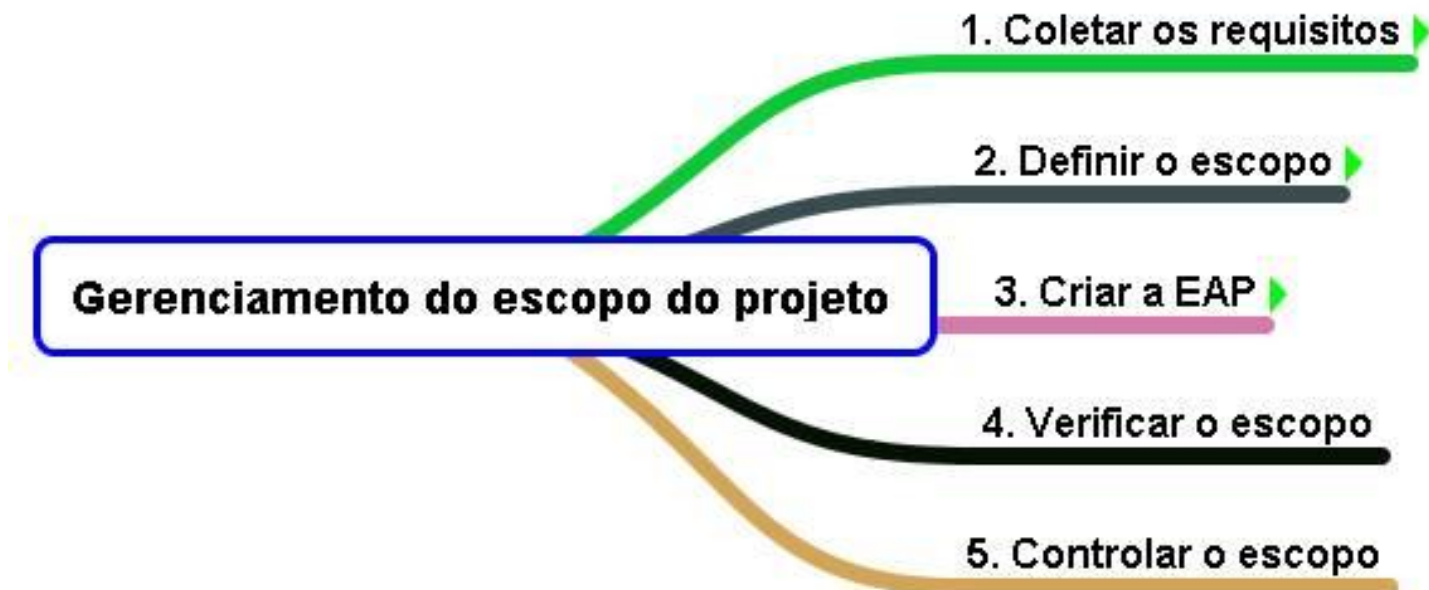 1. Coletar os requisitos
2. Definir o escopo
Gerenciamento do escopo do projeto
3. Criar a EAP
4. Verificar o escopo
5. Controlar o escopo